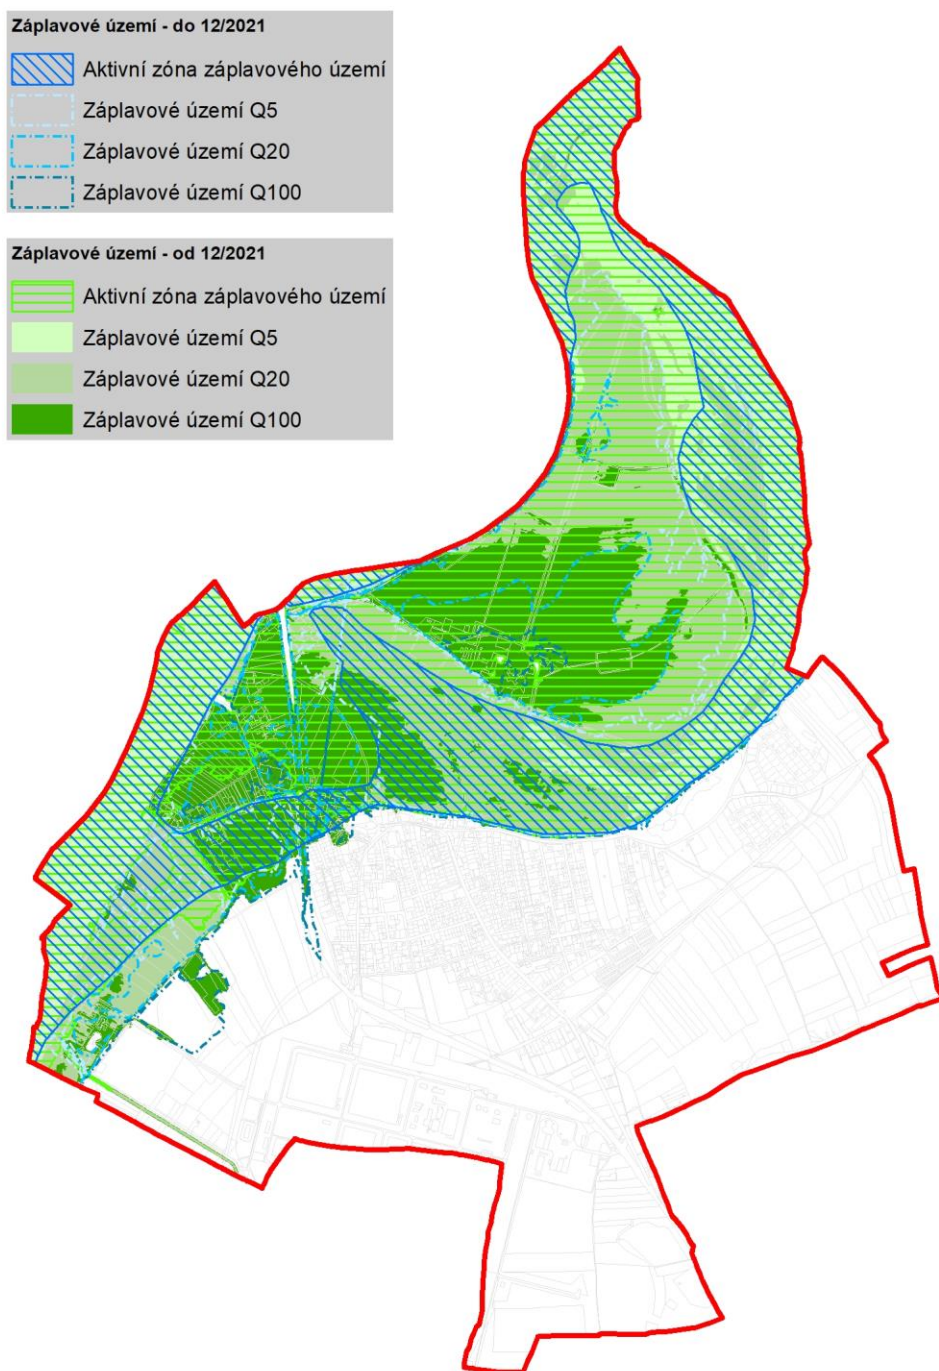 Záplavové území - do 12/2021
Aktivní zóna záplavového území
Záplavové území Q5
Záplavové území Q20
Záplavové území Q100
Záplavové území - od 12/2021
Aktivní zóna záplavového území
Záplavové území Q5
Záplavové území Q20
Záplavové území Q100